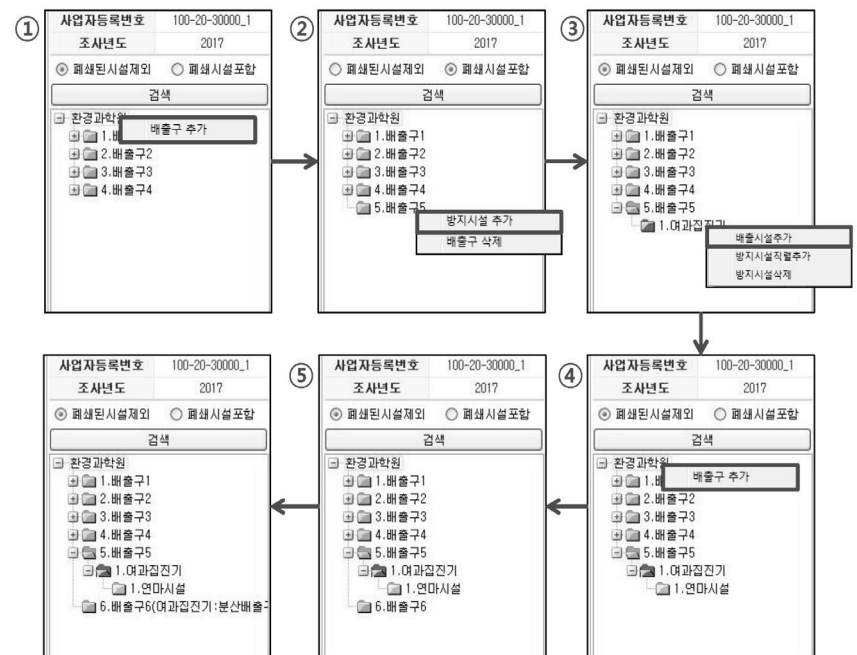 ①
사업자등록번호 100-20-30000_1
조사년도 2017
폐쇄된시설제외 폐쇄시설포함
검색
환경과학원
배출구 추가
2.배출구2
3.배출구3
4.배출구4
②
사업자등록번호 100-20-30000_1
조사년도 2017
폐쇄된시설제외 폐쇄시설포함
검색
환경과학원
1.배출구1
2.배출구2
3.배출구3
4.배출구4
5.배출구5
방지시설 추가
배출구 삭제
③
사업자등록번호 100-20-30000_1
조사년도 2017
폐쇄된시설제외 폐쇄시설포함
검색
환경과학원
1.배출구1
2.배출구2
3.배출구3
4.배출구4
5.배출구5
1.여과집진기
배출시설추가
방지시설직렬추가
방지시설삭제
사업자등록번호 100-20-30000_1
조사년도 2017
폐쇄된시설제외 폐쇄시설포함
검색
환경과학원
1.배출구1
2.배출구2
3.배출구3
4.배출구4
5.배출구5
1.여과집진기
1.연마시설
6.배출구6(여과집진기:분산배출구
⑤
사업자등록번호 100-20-30000_1
조사년도 2017
폐쇄된시설제외 폐쇄시설포함
검색
환경과학원
1.배출구1
2.배출구2
3.배출구3
4.배출구4
5.배출구5
1.여과집진기
1.연마시설
6.배출구6
④
사업자등록번호 100-20-30000_1
조사년도 2017
폐쇄된시설제외 폐쇄시설포함
검색
환경과학원
배출구 추가
2.배출구2
3.배출구3
4.배출구4
5.배출구5
1.여과집진기
1.연마시설